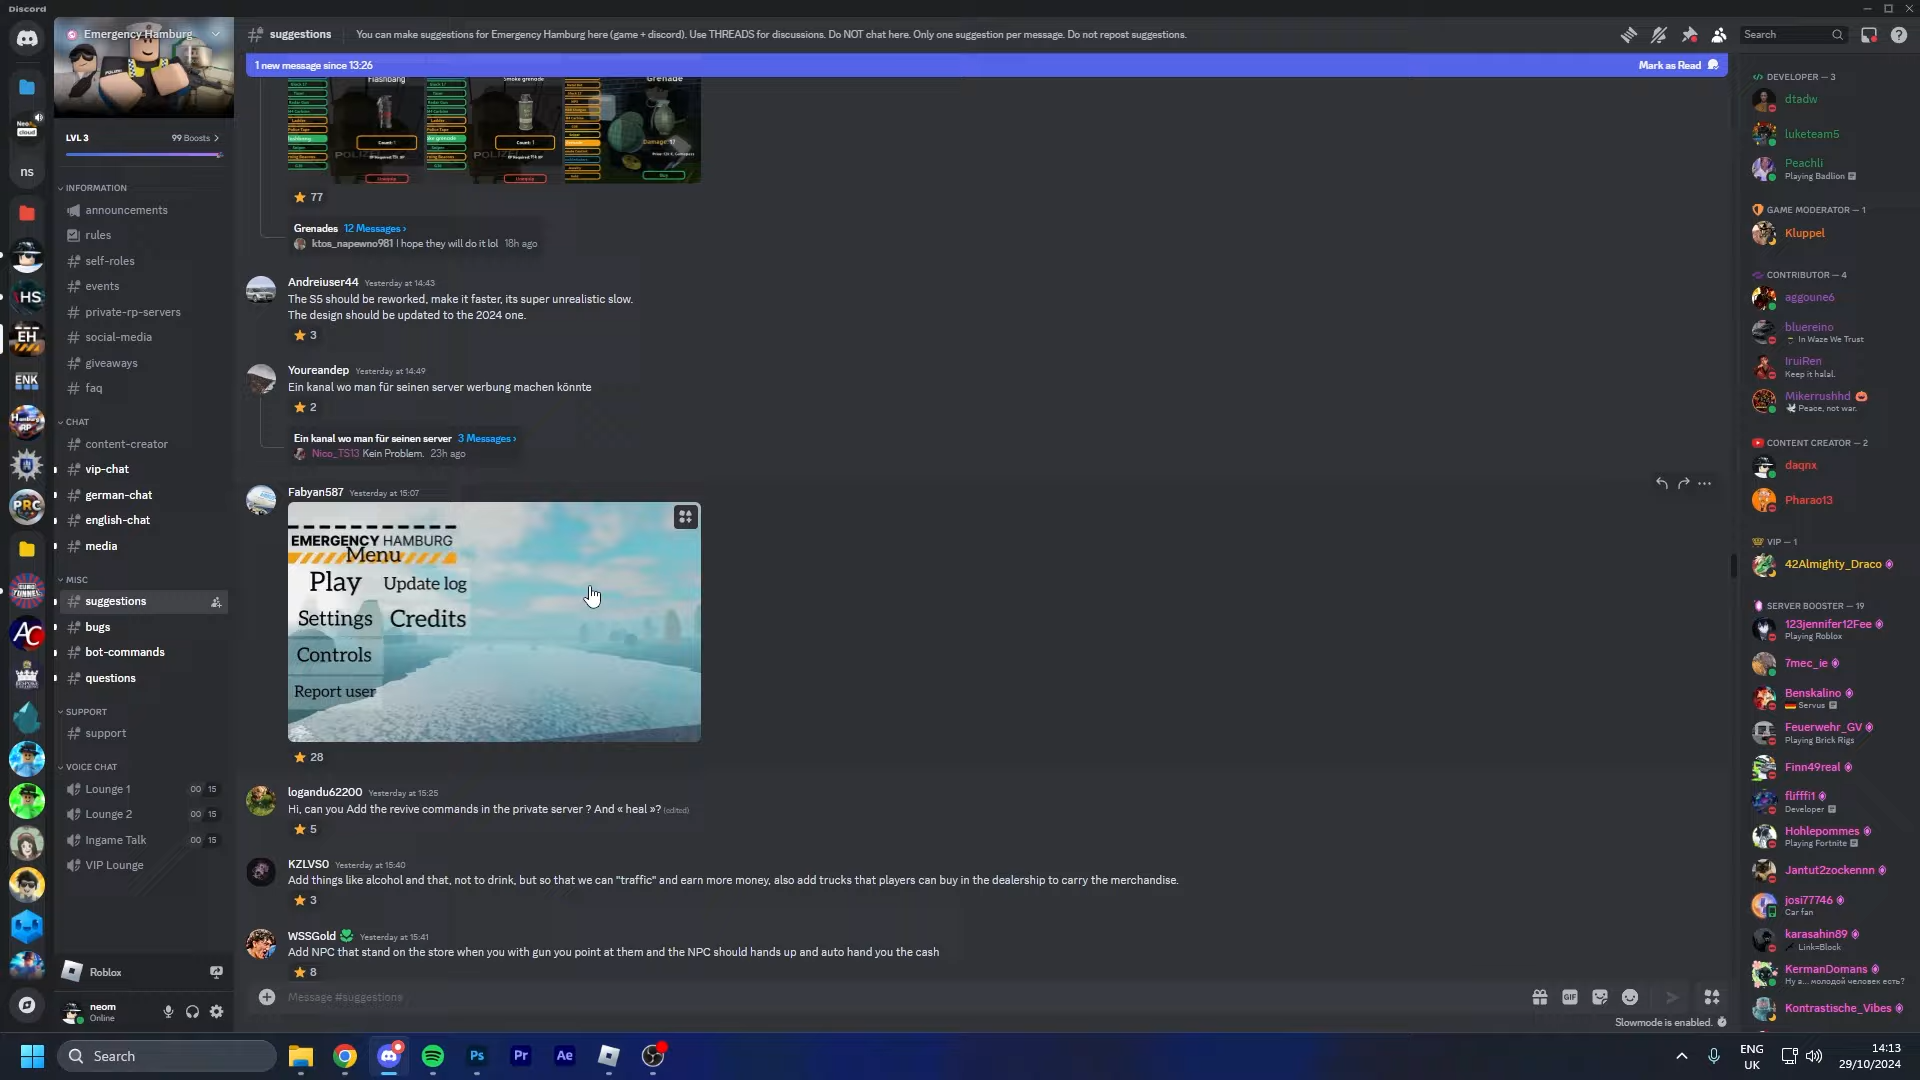 Discord
Emergency Hamburg
LVL 3
99 Boosts
INFORMATION
announcements
rules
self-roles
events
private-rp-servers
social-media
giveaways
faq
CHAT
content-creator
vip-chat
german-chat
english-chat
media
MISC
suggestions
bugs
bot-commands
questions
SUPPORT
support
VOICE CHAT
Lounge 1 00 15
Lounge 2 00 15
Ingame Talk 00 15
VIP Lounge
Roblox
neom
Online
ns
HS
EH
ENK
PRC
AC
suggestions
You can make suggestions for Emergency Hamburg here (game + discord). Use THREADS for discussions. Do NOT chat here. Only one suggestion per message. Do not repost suggestions.
Search
1 new message since 13:26
Mark as Read
Flashbang
Smoke grenade
Grenade
77
Grenades 12 Messages ›
ktos_napewno981 I hope they will do it lol 18h ago
Andreiuser44 Yesterday at 14:43
The S5 should be reworked, make it faster, its super unrealistic slow.
The design should be updated to the 2024 one.
3
Youreandep Yesterday at 14:49
Ein kanal wo man für seinen server werbung machen könnte
2
Ein kanal wo man für seinen server 3 Messages ›
Nico_TS13 Kein Problem. 23h ago
Fabyan587 Yesterday at 15:07
EMERGENCY HAMBURG
Menu
Play Update log
Settings Credits
Controls
Report user
28
logandu62200 Yesterday at 15:25
Hi, can you Add the revive commands in the private server ? And « heal »? (edited)
5
KZLVS0 Yesterday at 15:40
Add things like alcohol and that, not to drink, but so that we can "traffic" and earn more money, also add trucks that players can buy in the dealership to carry the merchandise.
3
WSSGold Yesterday at 15:41
Add NPC that stand on the store when you with gun you point at them and the NPC should hands up and auto hand you the cash
8
Message #suggestions
GIF
Slowmode is enabled.
DEVELOPER — 3
dtadw
luketeam5
Peachli
Playing Badlion
GAME MODERATOR — 1
Kluppel
CONTRIBUTOR — 4
aggoune6
bluereino
In Waze We Trust
IruiRen
Keep it halal.
Mikerrushhd
Peace, not war.
CONTENT CREATOR — 2
daqnx
Pharao13
VIP — 1
42Almighty_Draco
SERVER BOOSTER — 19
123jennifer12Fee
Playing Roblox
7mec_ie
Benskalino
Servus
Feuerwehr_GV
Playing Brick Rigs
Finn49real
flifffi1
Developer
Hohlepommes
Playing Fortnite
Jantut2zockennn
josi77746
Car fan
karasahin89
Link=Block
KermanDomans
Ну а... молодой человек есть?
Kontrastische_Vibes
Search
Ps
Pr
Ae
ENG
UK
14:13
29/10/2024